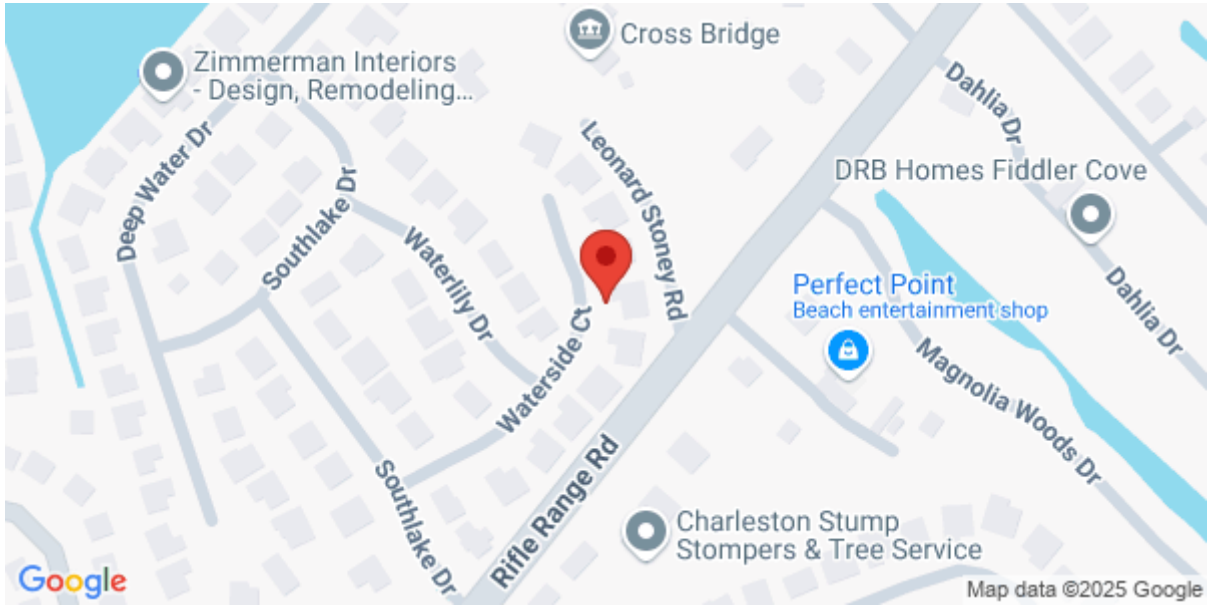 Cross Bridge
Zimmerman Interiors
- Design, Remodeling...
Dahlia Dr
Deep Water Dr
Leonard Stoney Rd
DRB Homes Fiddler Cove
Southlake Dr
Waterlily Dr
Perfect Point
Beach entertainment shop
Dahlia Dr
Waterside Ct
Magnolia Woods Dr
Southlake Dr
Rifle Range Rd
Charleston Stump
Stompers & Tree Service
Google
Map data ©2025 Google